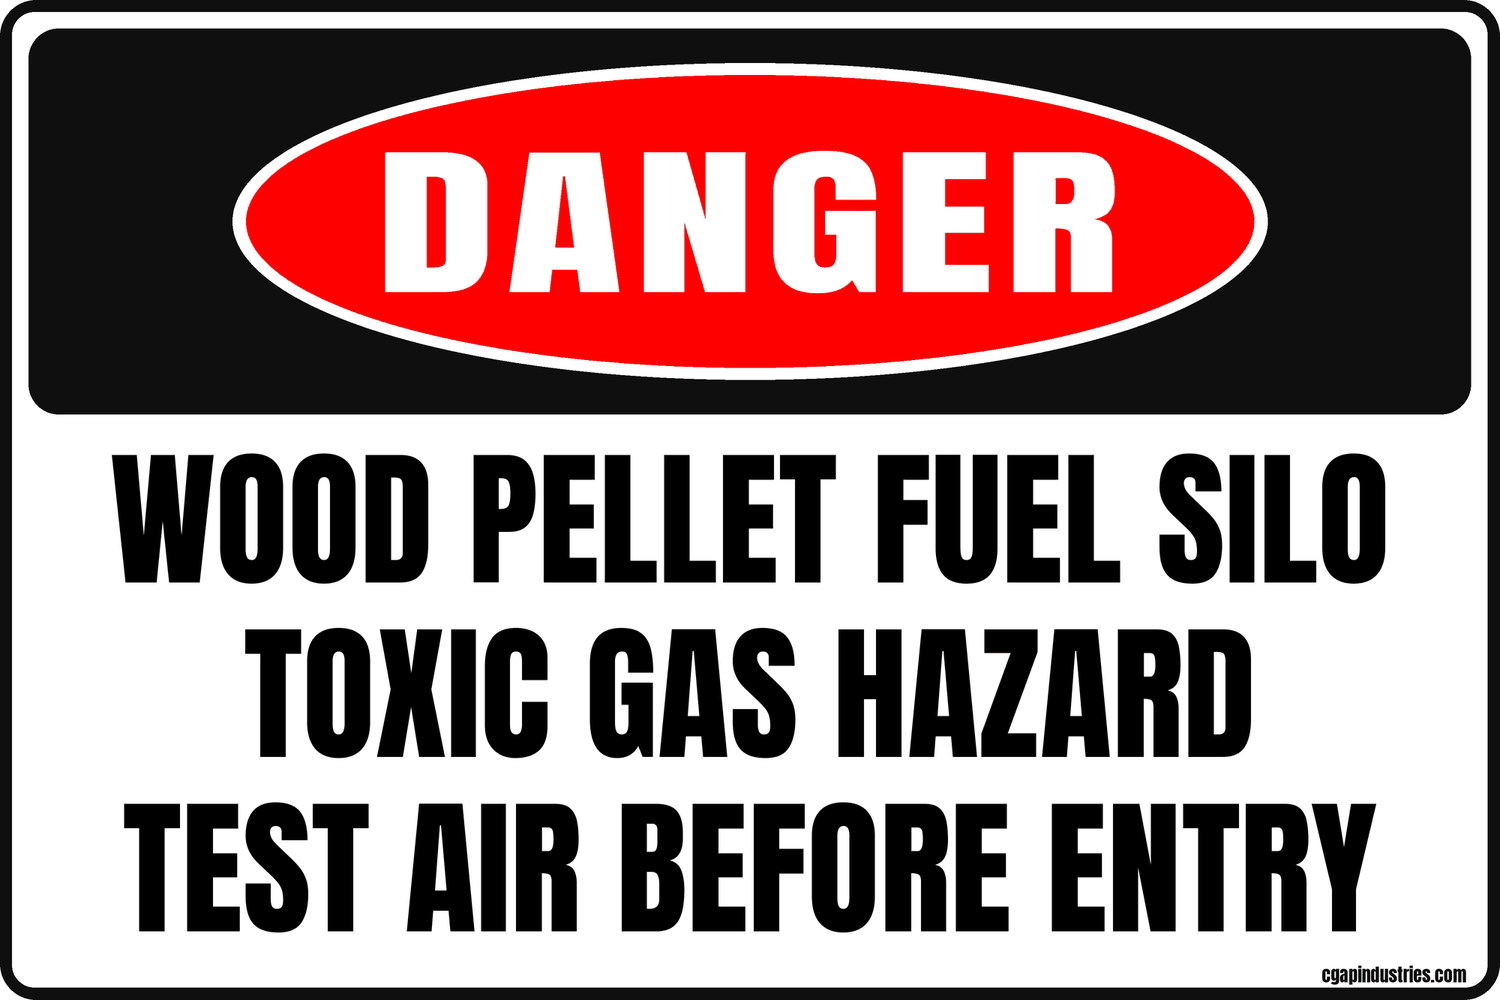 DANGER
WOOD PELLET FUEL SILO
TOXIC GAS HAZARD
TEST AIR BEFORE ENTRY
cgapindustries.com